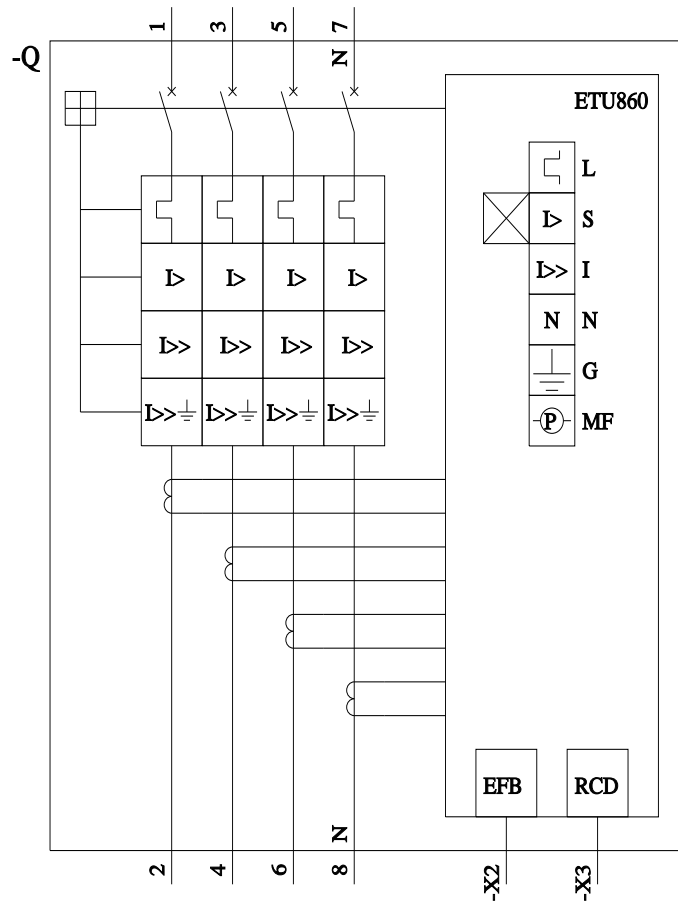 1 3 5 7
-Q
N
ETU860
L
I> I> I> I> I> S
I>> I>> I>> I>> I>> I
N N
G
I>> I>> I>> I>>
P MF
EFB RCD
N
2 4 6 8
-X2 -X3